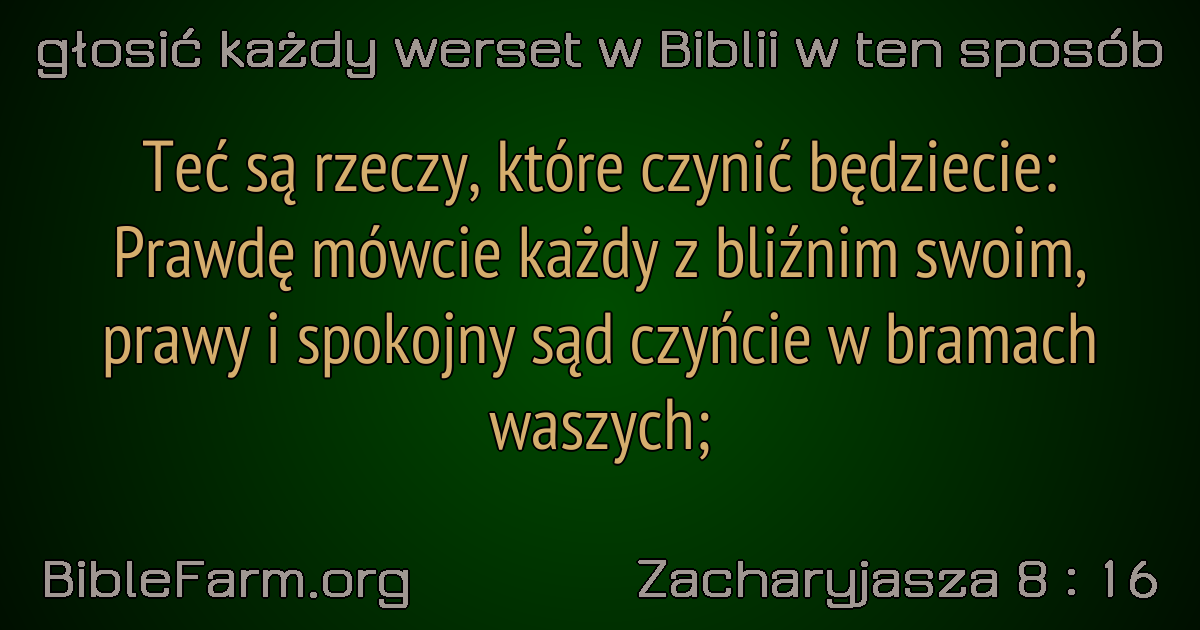 głosić każdy werset w Biblii w ten sposób
Teć są rzeczy, które czynić będziecie:
Prawdę mówcie każdy z bliźnim swoim,
prawy i spokojny sąd czyńcie w bramach
waszych;
BibleFarm.org
Zacharyjasza 8 : 16